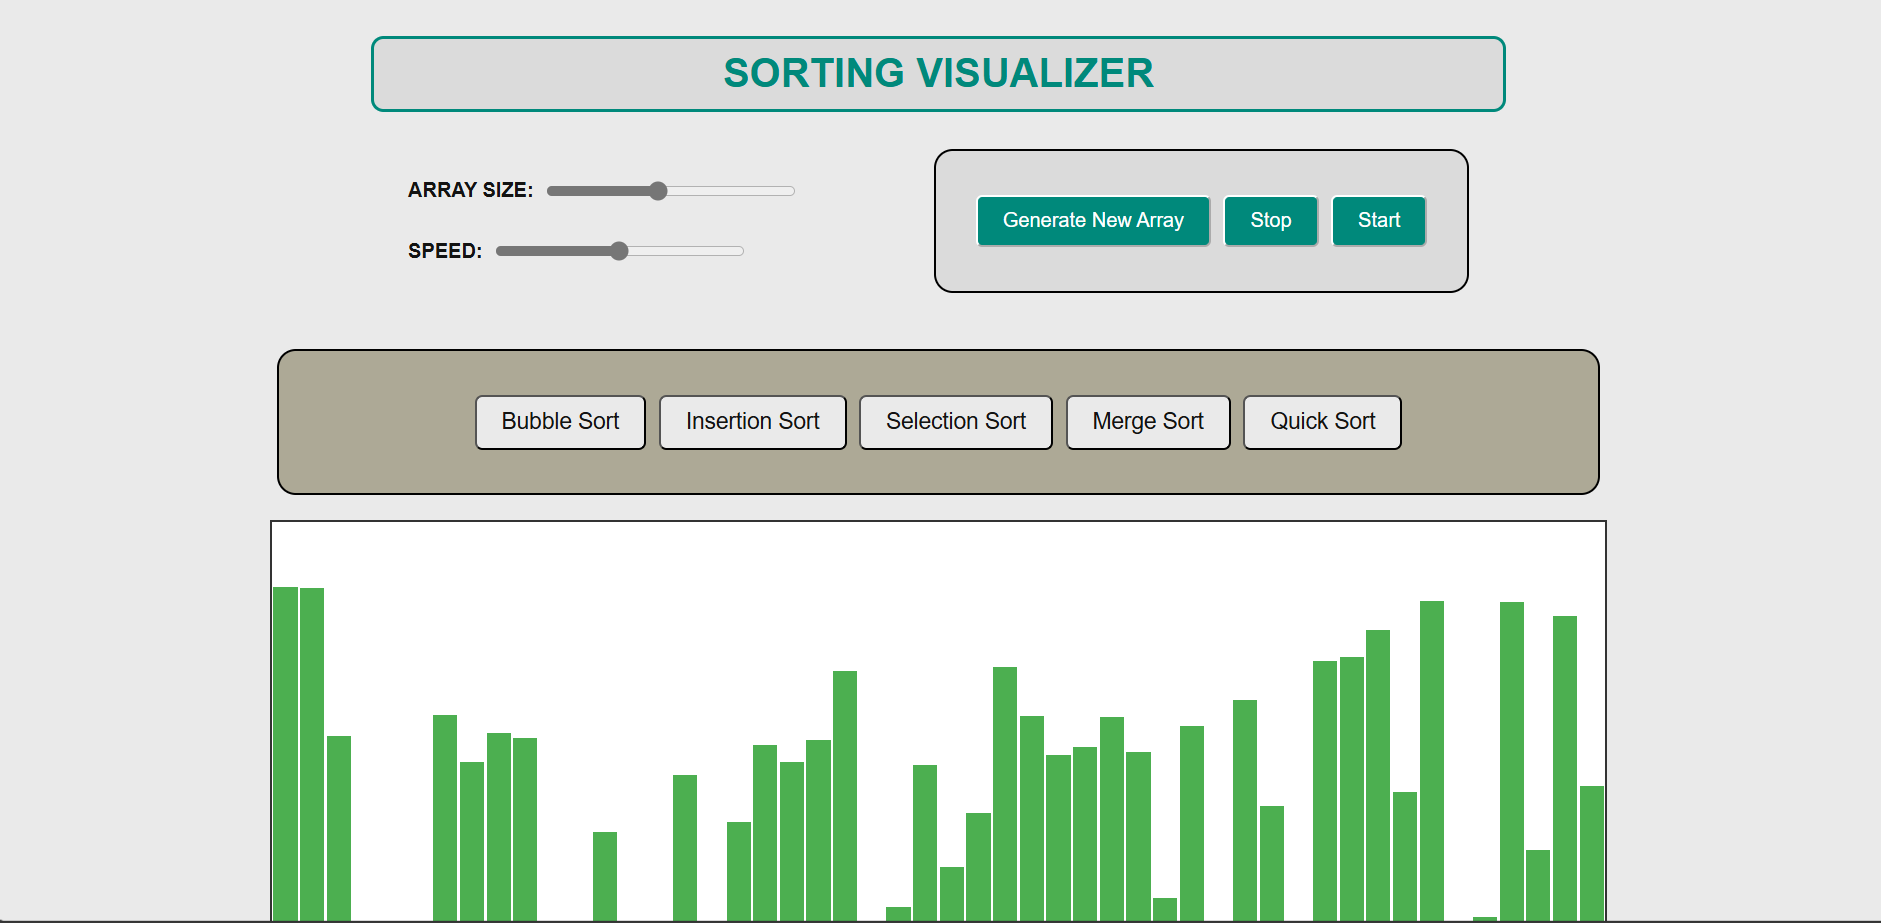 SORTING VISUALIZER
ARRAY SIZE:
SPEED:
Generate New Array Stop Start
Bubble Sort Insertion Sort Selection Sort Merge Sort Quick Sort